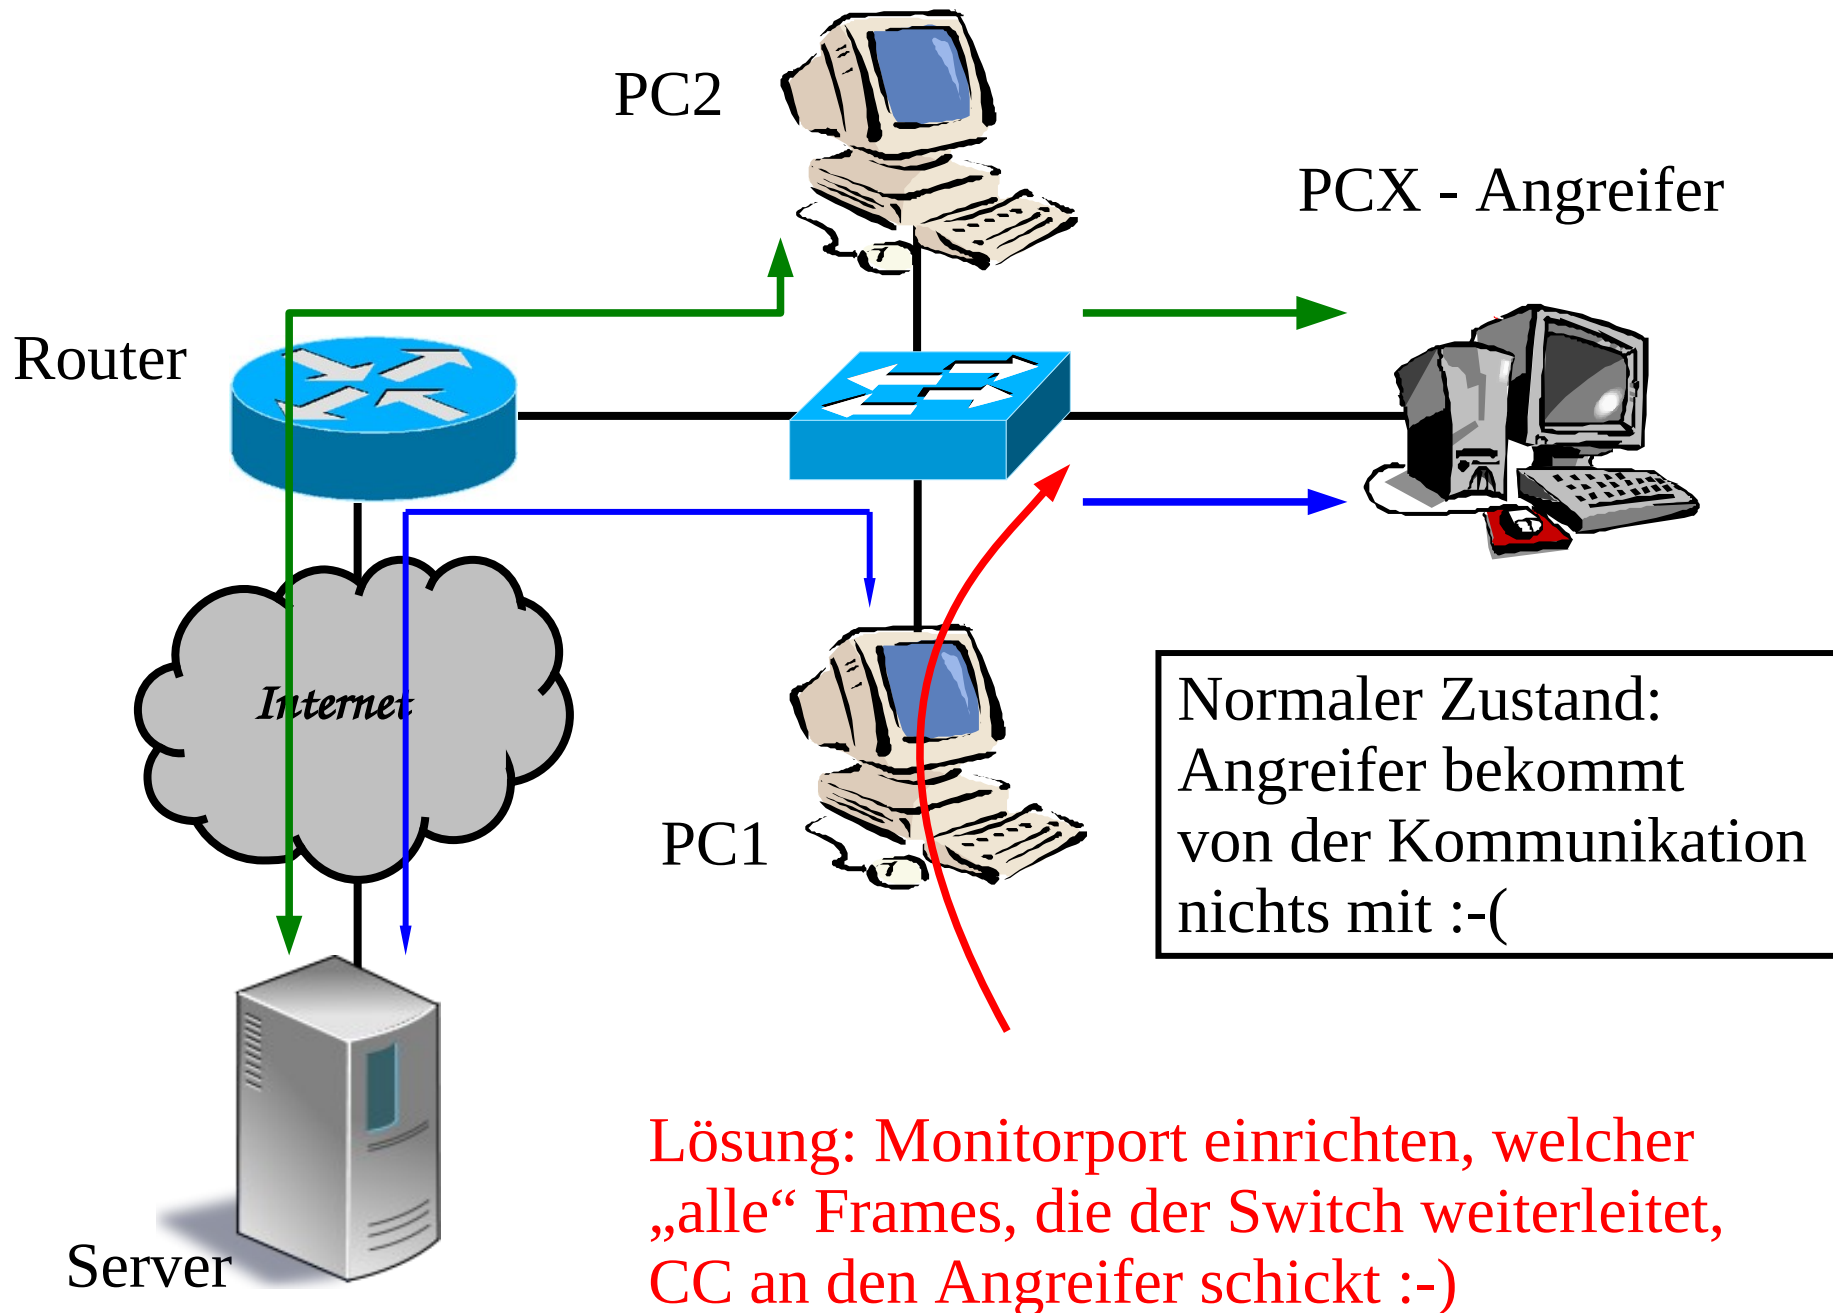 PC2
PCX - Angreifer
Router
Internet
Normaler Zustand:
Angreifer bekommt
von der Kommunikation
nichts mit :-(
PC1
Lösung: Monitorport einrichten, welcher
„alle“ Frames, die der Switch weiterleitet,
CC an den Angreifer schickt :-)
Server